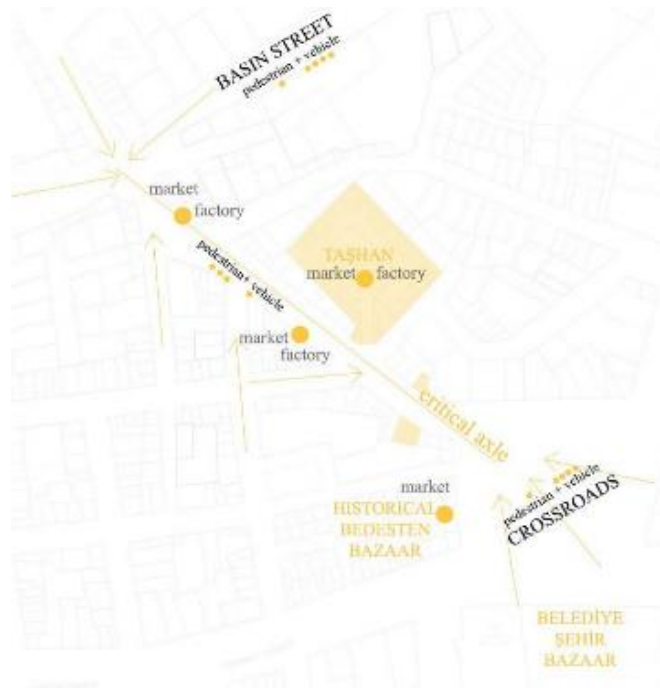 BASIN STREET
pedestrian + vehicle
market
factory
pedestrian+ vehicle
TAŞHAN
market factory
market
factory
critical axle
market
HISTORICAL
BEDESTEN
BAZAAR
pedestrian + vehicle
CROSSROADS
BELEDİYE
ŞEHİR
BAZAAR